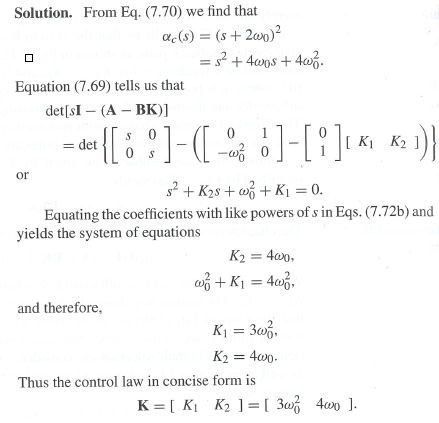 Solution. From Eq. (7.70) we find that
αc(s) = (s + 2ω0)²
= s² + 4ω0s + 4ω0².
Equation (7.69) tells us that
det[sI − (A − BK)]
= det { [ s 0 ; 0 s ] − ( [ 0 1 ; −ω0² 0 ] − [ 0 ; 1 ] [ K1 K2 ] ) }
or
s² + K2s + ω0² + K1 = 0.
Equating the coefficients with like powers of s in Eqs. (7.72b) and
yields the system of equations
K2 = 4ω0,
ω0² + K1 = 4ω0²,
and therefore,
K1 = 3ω0²,
K2 = 4ω0.
Thus the control law in concise form is
K = [ K1 K2 ] = [ 3ω0² 4ω0 ].